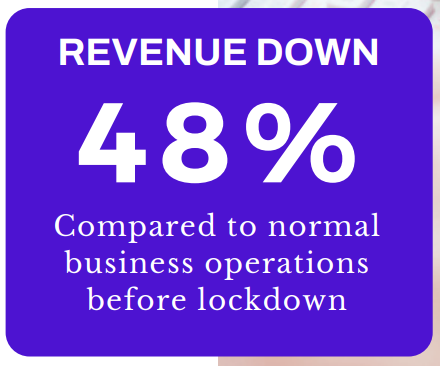 REVENUE DOWN
48%
Compared to normal
business operations
before lockdown